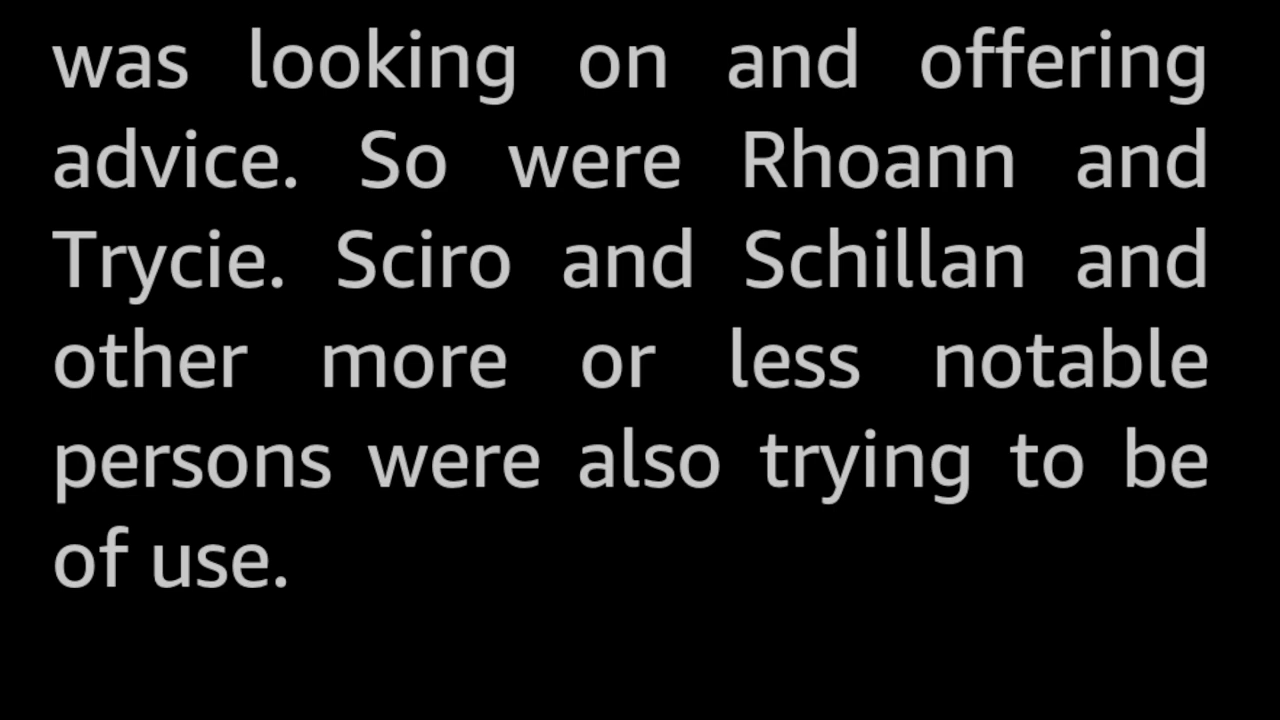 was looking on and offering
advice. So were Rhoann and
Trycie. Sciro and Schillan and
other more or less notable
persons were also trying to be
of use.